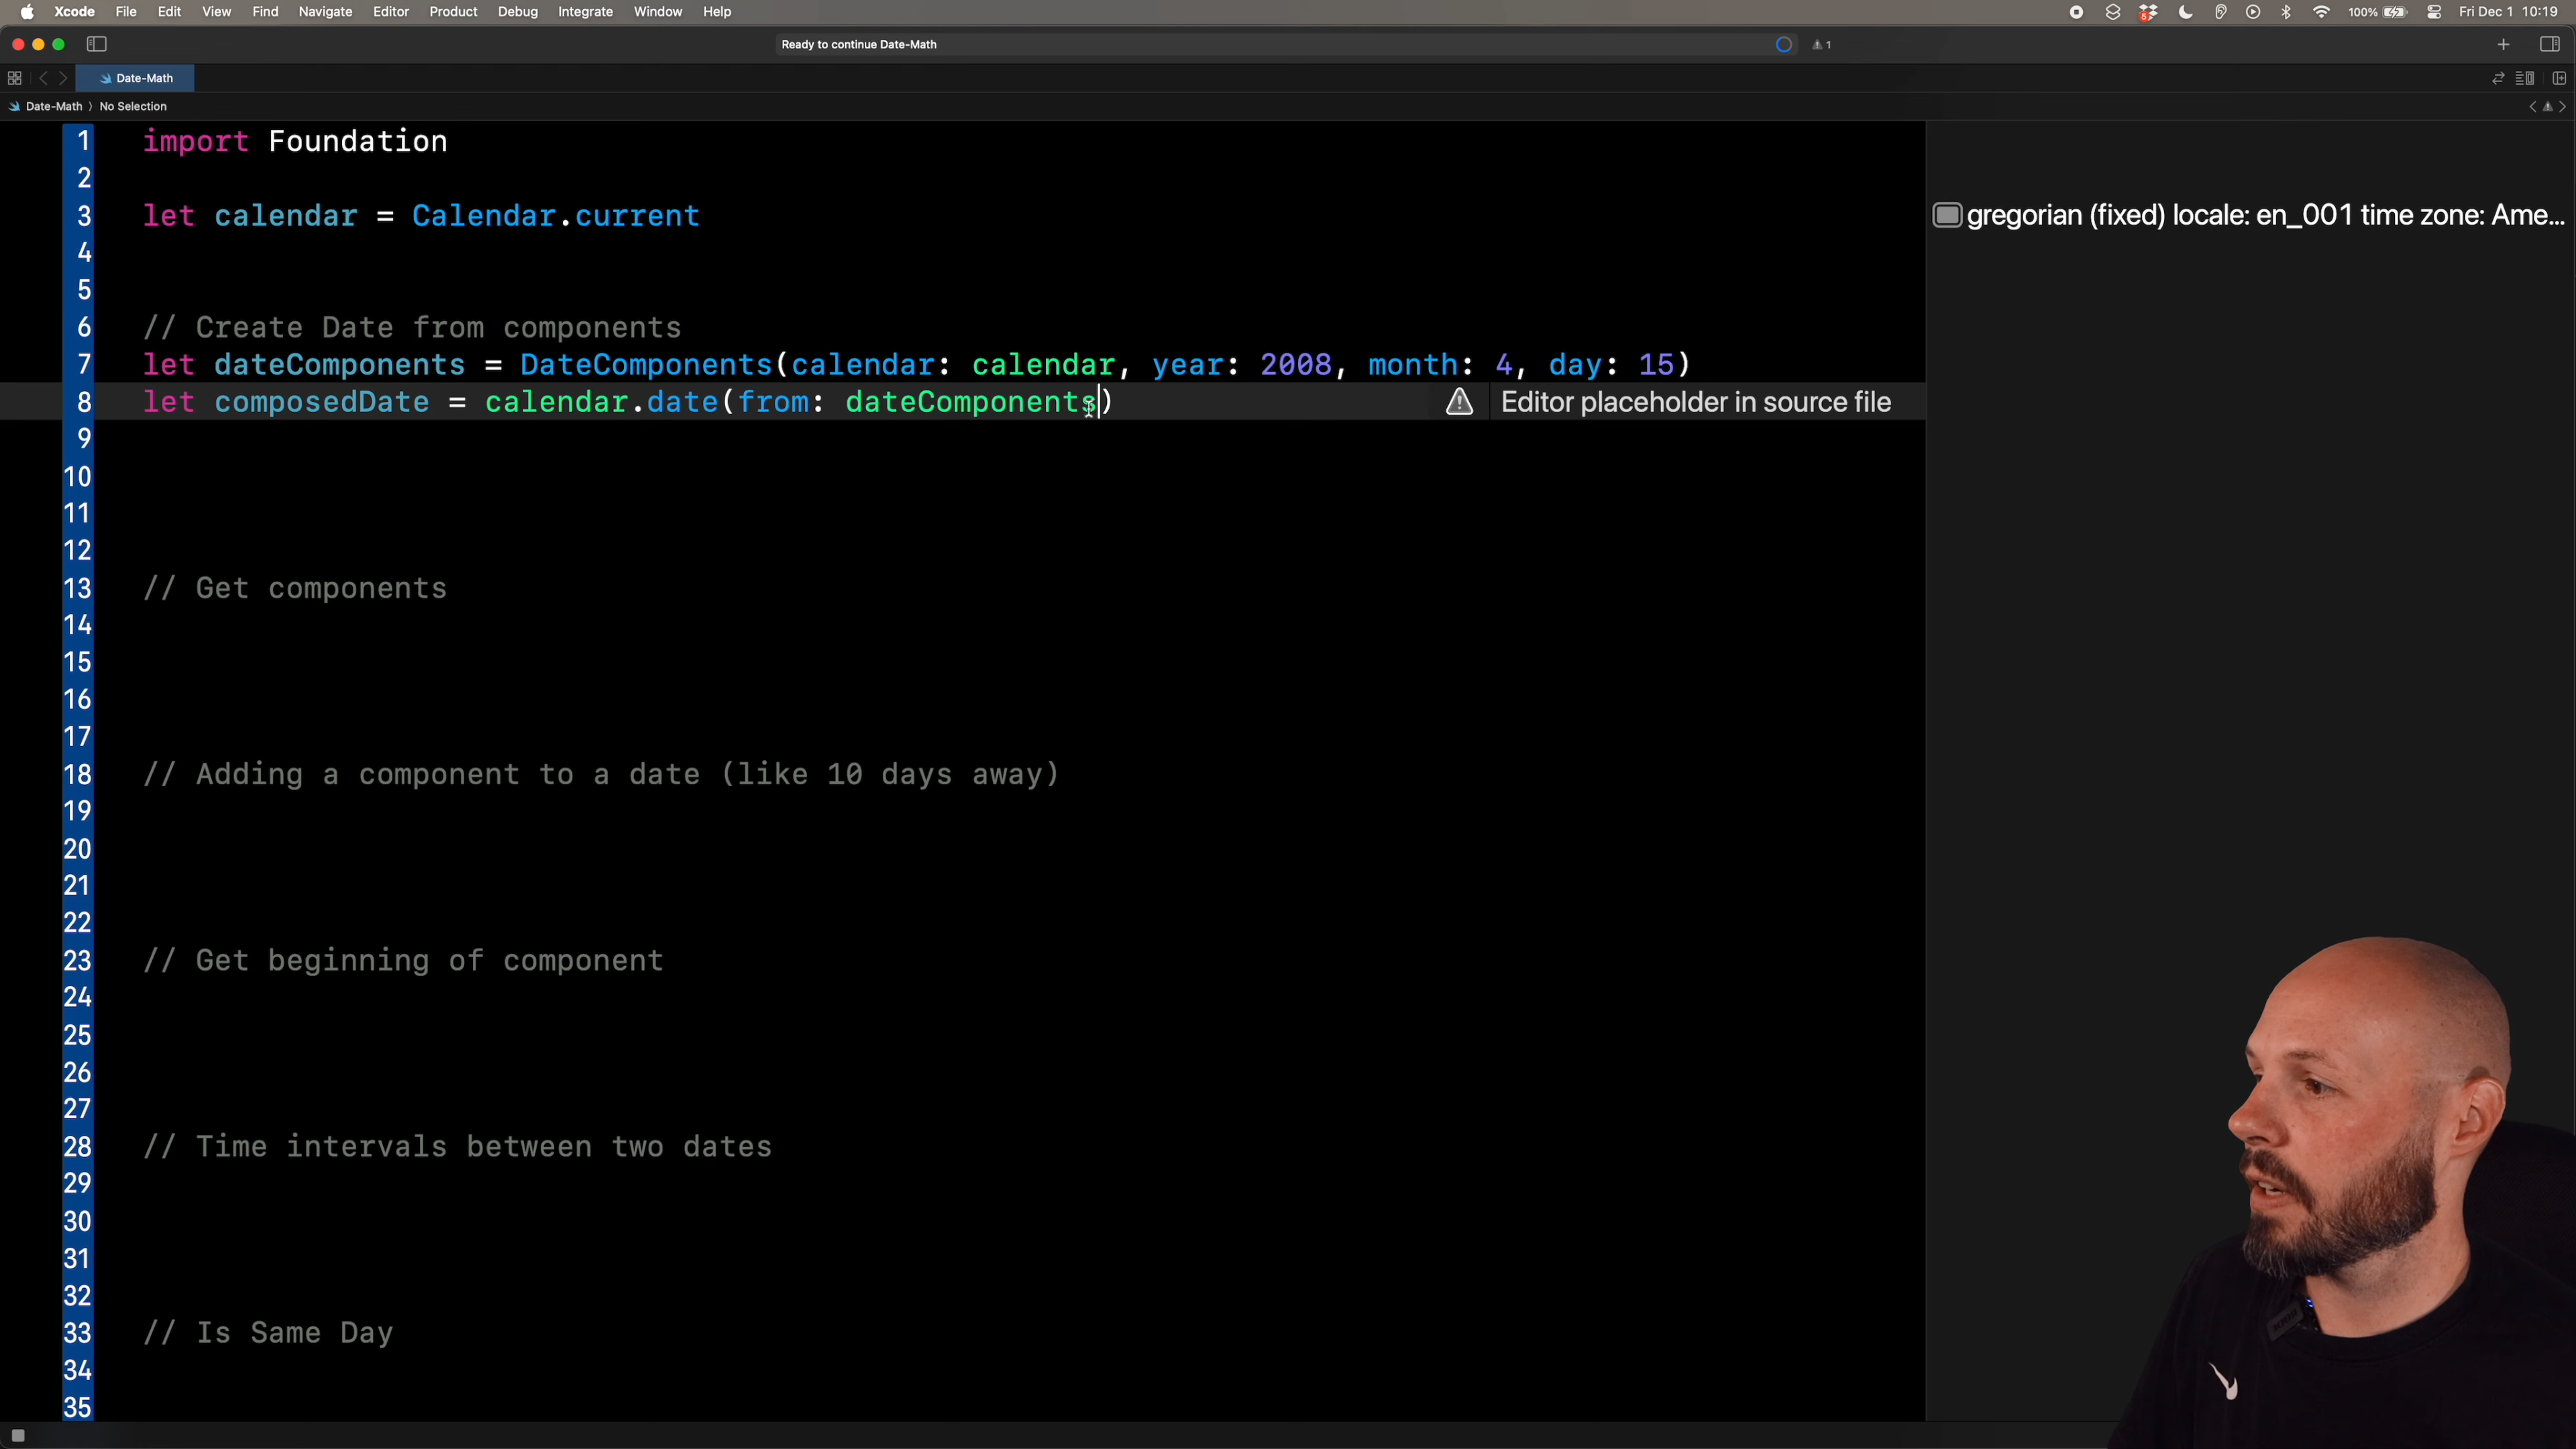 Xcode File Edit View Find Navigate Editor Product Debug Integrate Window Help
5
100%
Fri Dec 1 10:19
Ready to continue Date-Math
1
Date-Math
Date-Math 〉 No Selection
1 import Foundation
2
3 let calendar = Calendar.current
gregorian (fixed) locale: en_001 time zone: Ame...
4
5
6 // Create Date from components
7 let dateComponents = DateComponents(calendar: calendar, year: 2008, month: 4, day: 15)
8 let composedDate = calendar.date(from: dateComponents)
Editor placeholder in source file
9
10
11
12
13 // Get components
14
15
16
17
18 // Adding a component to a date (like 10 days away)
19
20
21
22
23 // Get beginning of component
24
25
26
27
28 // Time intervals between two dates
29
30
31
32
33 // Is Same Day
34
35